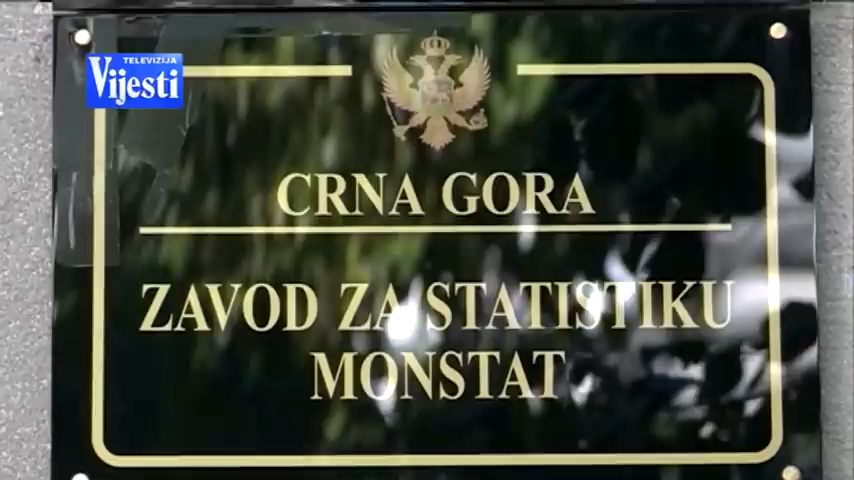 TELEVIZIJA
Vijesti
CRNA GORA
ZAVOD ZA STATISTIKU
MONSTAT